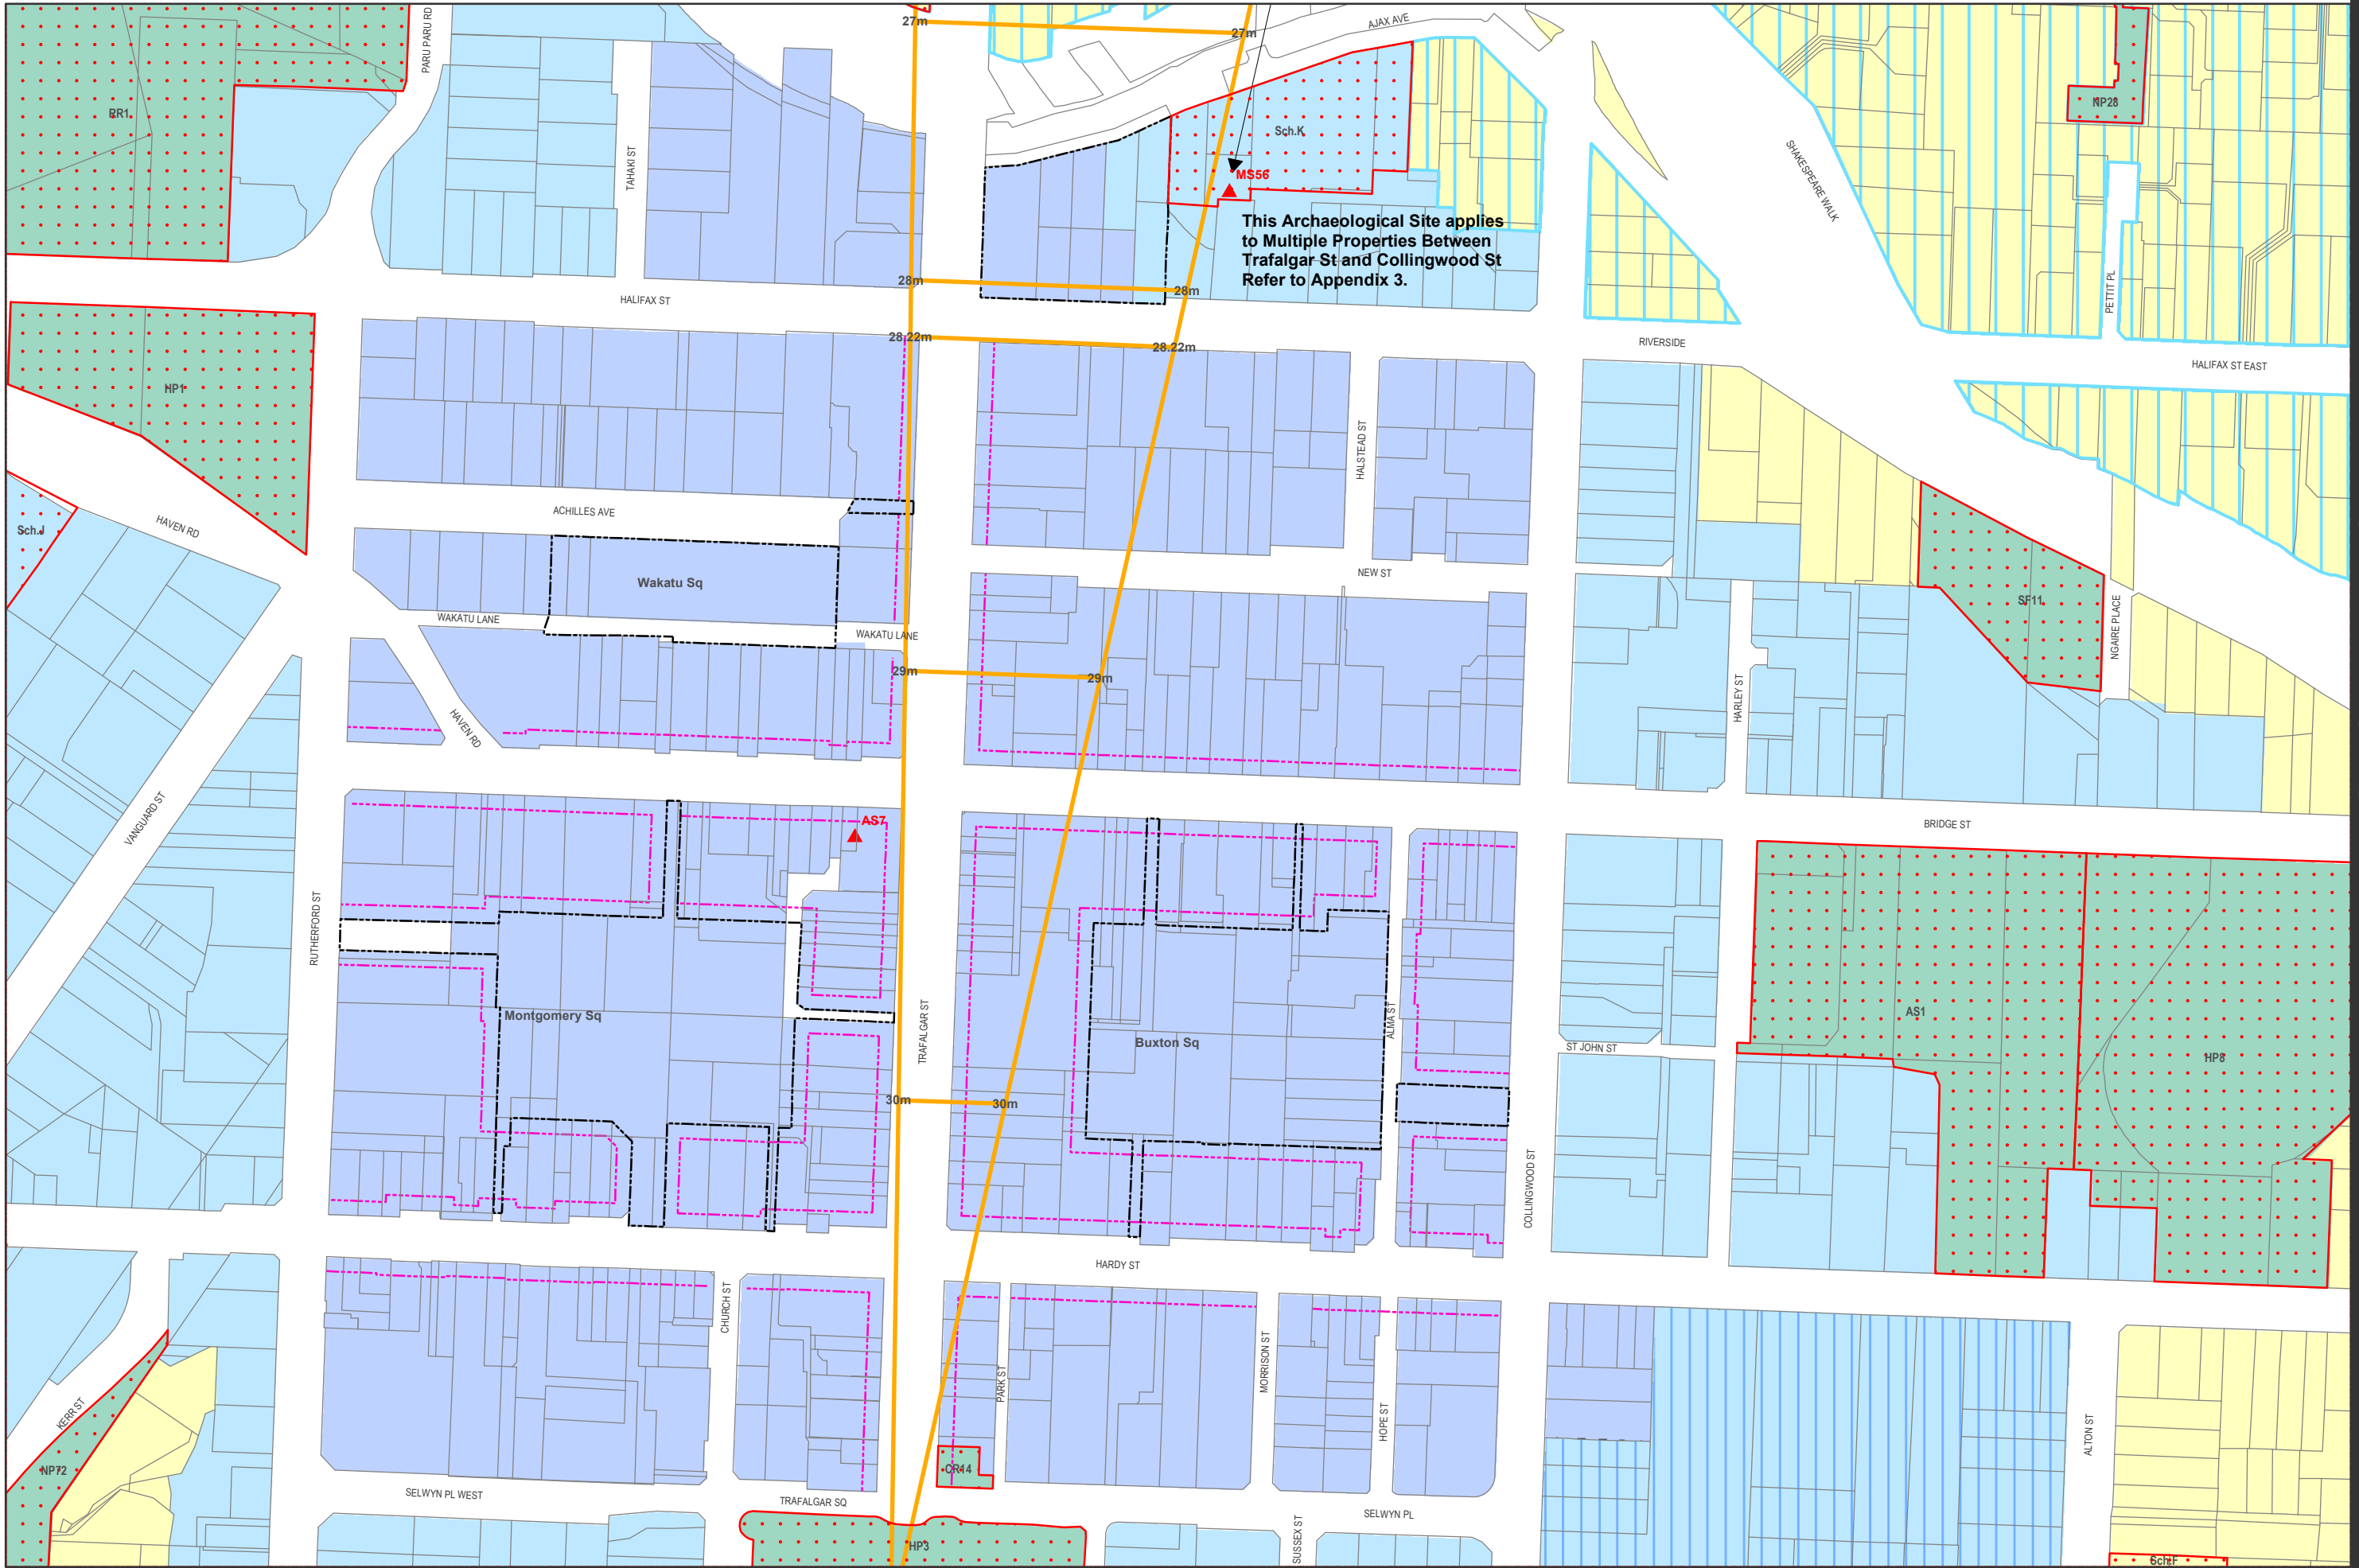 27m
27m
AJAX AVE
PARU PARU RD
RR1
NP28
Sch.K
TAHAKI ST
SHAKESPEARE WALK
MS56
This Archaeological Site applies
to Multiple Properties Between
Trafalgar St and Collingwood St
Refer to Appendix 3.
28m
28m
PETTIT PL
HALIFAX ST
28.22m
28.22m
RIVERSIDE
HALIFAX ST EAST
HP1
HALSTEAD ST
Sch.J
HAVEN RD
ACHILLES AVE
Wakatu Sq
NEW ST
SF11
WAKATU LANE
WAKATU LANE
NGAIRE PLACE
29m
29m
HARLEY ST
HAVEN RD
VANGUARD ST
AS7
BRIDGE ST
RUTHERFORD ST
Montgomery Sq
TRAFALGAR ST
Buxton Sq
ALMA ST
ST JOHN ST
AS1
HP8
30m
30m
COLLINGWOOD ST
HARDY ST
CHURCH ST
PARK ST
MORRISON ST
HOPE ST
KERR ST
ALTON ST
NP72
CR14
SELWYN PL WEST
TRAFALGAR SQ
SELWYN PL
SUSSEX ST
HP3
Sch.F